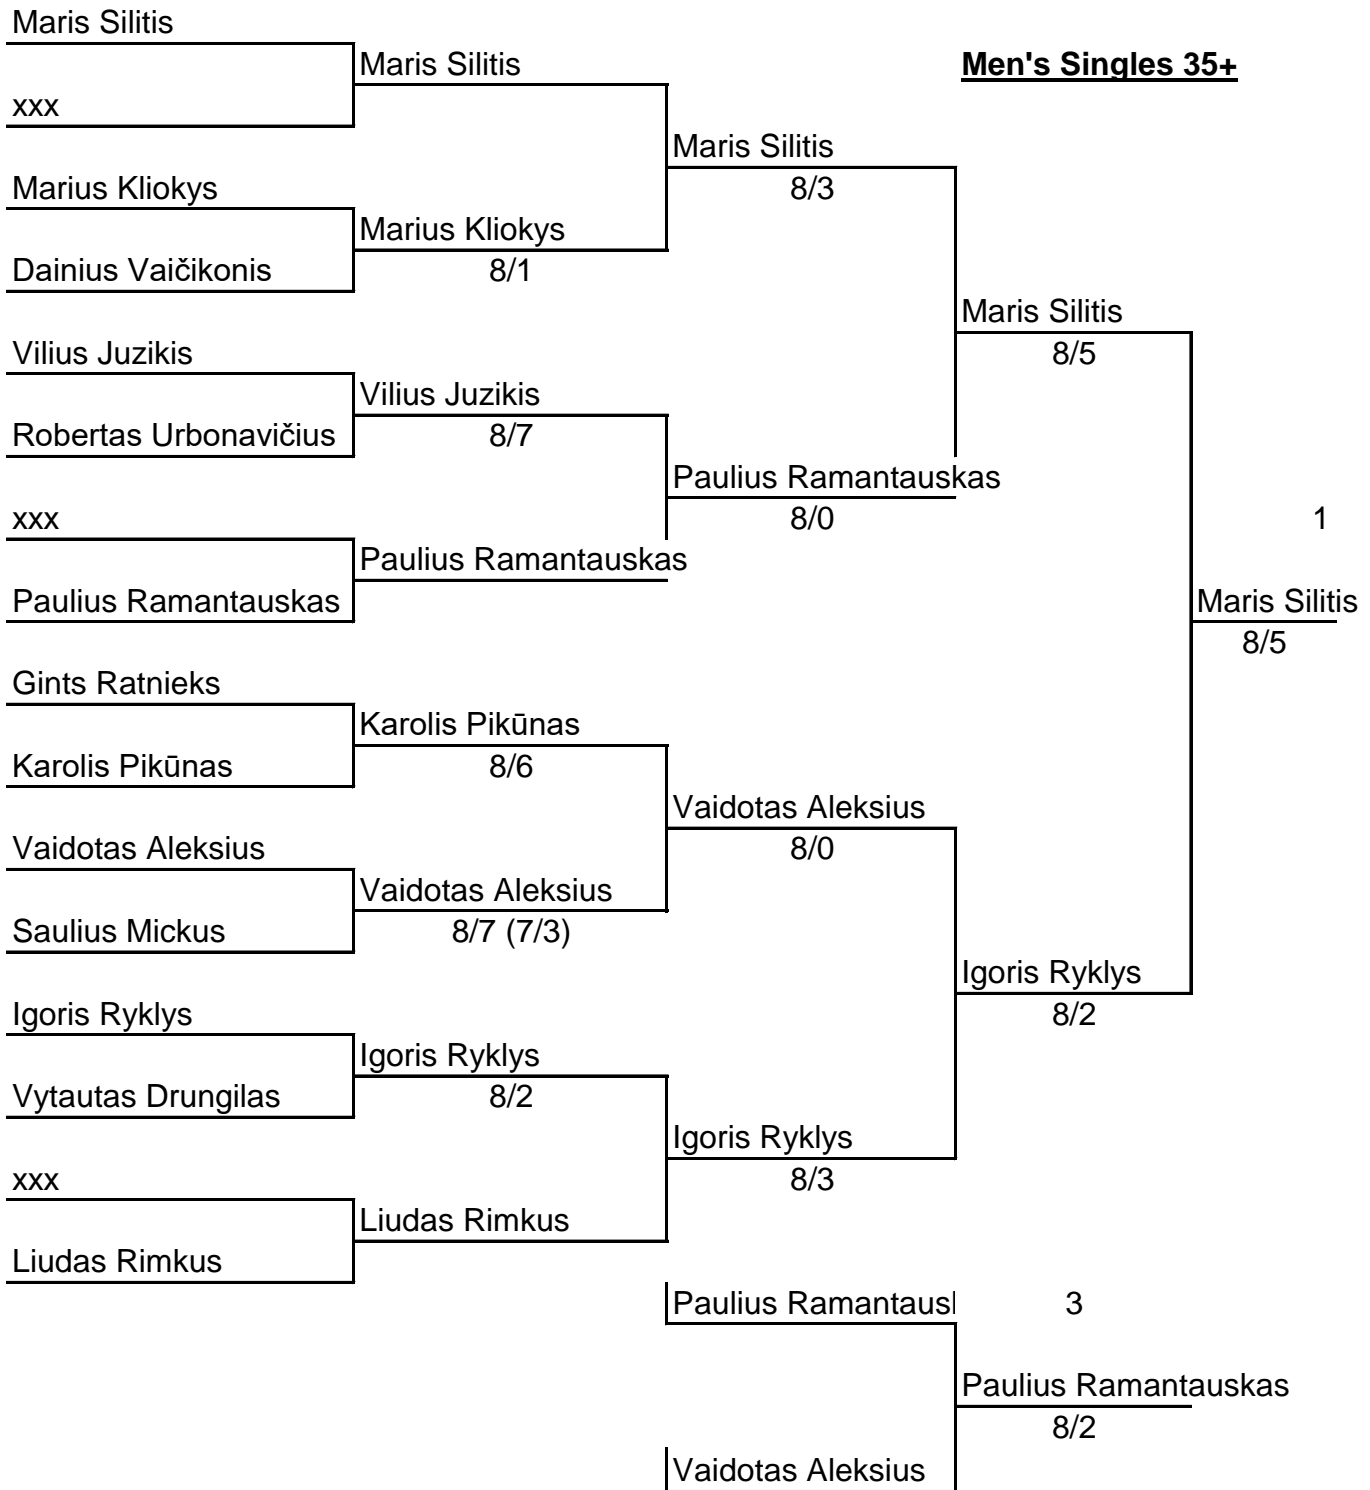 Maris Silitis
Maris Silitis
Men's Singles 35+
xxx
Maris Silitis
8/3
Marius Kliokys
Marius Kliokys
8/1
Dainius Vaičikonis
Maris Silitis
8/5
Vilius Juzikis
Vilius Juzikis
8/7
Robertas Urbonavičius
Paulius Ramantauskas
8/0
xxx
1
Paulius Ramantauskas
Paulius Ramantauskas
Maris Silitis
8/5
Gints Ratnieks
Karolis Pikūnas
8/6
Karolis Pikūnas
Vaidotas Aleksius
8/0
Vaidotas Aleksius
Vaidotas Aleksius
8/7 (7/3)
Saulius Mickus
Igoris Ryklys
8/2
Igoris Ryklys
Igoris Ryklys
8/2
Vytautas Drungilas
Igoris Ryklys
8/3
xxx
Liudas Rimkus
Liudas Rimkus
Paulius Ramantaus
3
Paulius Ramantauskas
8/2
Vaidotas Aleksius